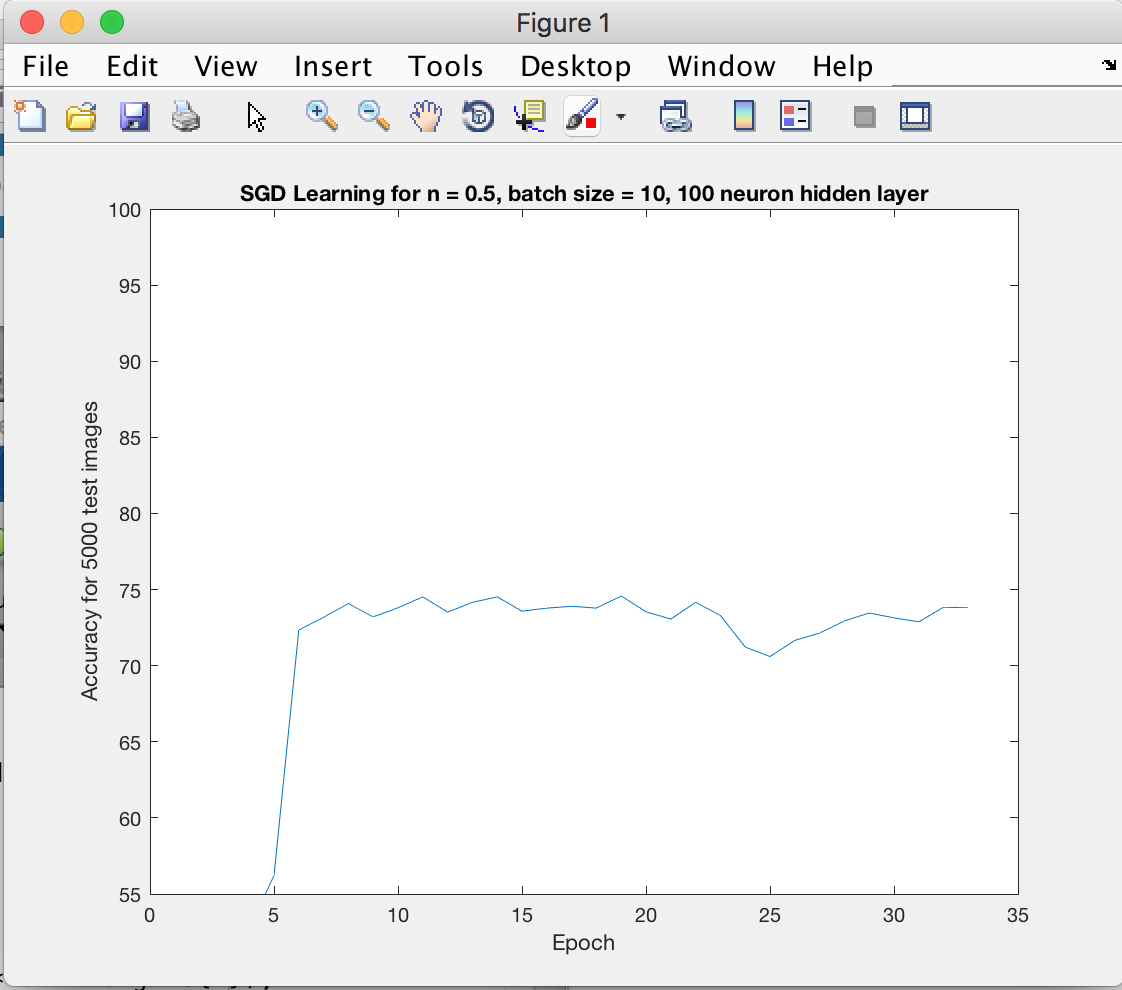 Figure 1
File Edit View Insert Tools Desktop Window Help
SGD Learning for n = 0.5, batch size = 10, 100 neuron hidden layer
100
95
90
85
80
75
70
65
60
55
Accuracy for 5000 test images
0 5 10 15 20 25 30 35
Epoch